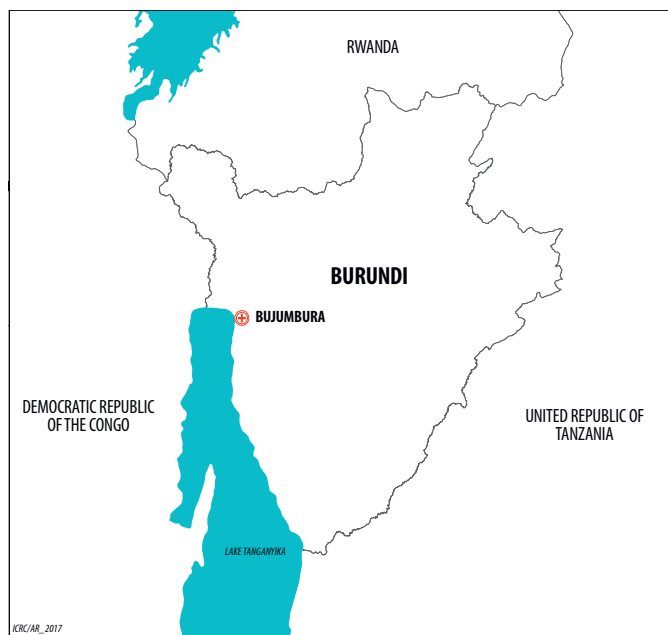 RWANDA
BURUNDI
BUJUMBURA
DEMOCRATIC REPUBLIC
OF THE CONGO
UNITED REPUBLIC OF
TANZANIA
LAKE TANGANYIKA
ICRC/AR_2017